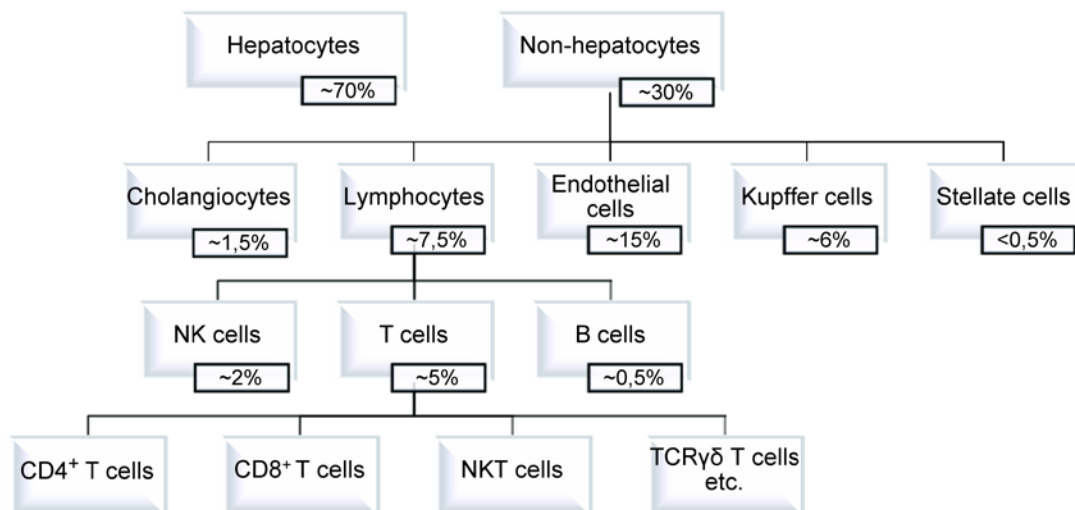 Hepatocytes
~70%
Non-hepatocytes
~30%
Cholangiocytes
~1,5%
Lymphocytes
~7,5%
Endothelial
cells
~15%
Kupffer cells
~6%
Stellate cells
<0,5%
NK cells
~2%
T cells
~5%
B cells
~0,5%
CD4⁺ T cells
CD8⁺ T cells
NKT cells
TCRγδ T cells
etc.